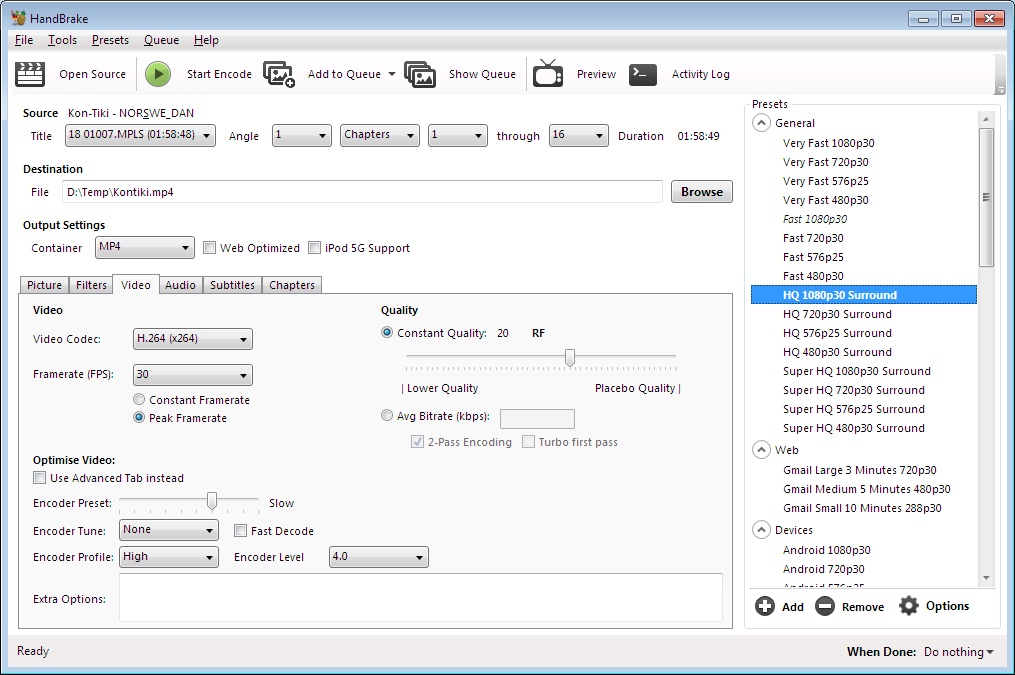 HandBrake
File Tools Presets Queue Help
Open Source Start Encode Add to Queue Show Queue Preview Activity Log
Source Kon-Tiki - NORSWE_DAN
Title 18 01007.MPLS (01:58:48) Angle 1 Chapters 1 through 16 Duration 01:58:49
Destination
File D:\Temp\Kontiki.mp4 Browse
Output Settings
Container MP4 Web Optimized iPod 5G Support
Picture Filters Video Audio Subtitles Chapters
Video
Video Codec: H.264 (x264)
Framerate (FPS): 30
Constant Framerate
Peak Framerate
Quality
Constant Quality: 20 RF
| Lower Quality Placebo Quality |
Avg Bitrate (kbps):
2-Pass Encoding Turbo first pass
Optimise Video:
Use Advanced Tab instead
Encoder Preset: Slow
Encoder Tune: None Fast Decode
Encoder Profile: High Encoder Level 4.0
Extra Options:
Presets
General
Very Fast 1080p30
Very Fast 720p30
Very Fast 576p25
Very Fast 480p30
Fast 1080p30
Fast 720p30
Fast 576p25
Fast 480p30
HQ 1080p30 Surround
HQ 720p30 Surround
HQ 576p25 Surround
HQ 480p30 Surround
Super HQ 1080p30 Surround
Super HQ 720p30 Surround
Super HQ 576p25 Surround
Super HQ 480p30 Surround
Web
Gmail Large 3 Minutes 720p30
Gmail Medium 5 Minutes 480p30
Gmail Small 10 Minutes 288p30
Devices
Android 1080p30
Android 720p30
Android 576p25
Add Remove Options
Ready When Done: Do nothing